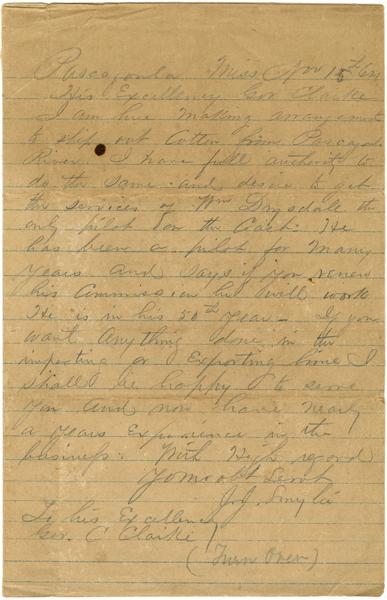 Pascagoula Miss. Nov 15th/64
His Excellency Gov Clarke
I am here making arrangement
to ship out Cotton from Pascagoula
River. I have full authority to
do the same and desire to get
the services of Wm Drysdale the
only pilot on the Coast. He
has been a pilot for many
years and says if you renew
his Commission he will work
He is in his 50th year - If you
want anything done in the
importing or Exporting line I
shall be happy to serve
you and now have nearly
a years Experience in the
business. With High regard
Your obt Servt
J. J.
To his Excellency
Gov. C Clarke
(Turn Over)